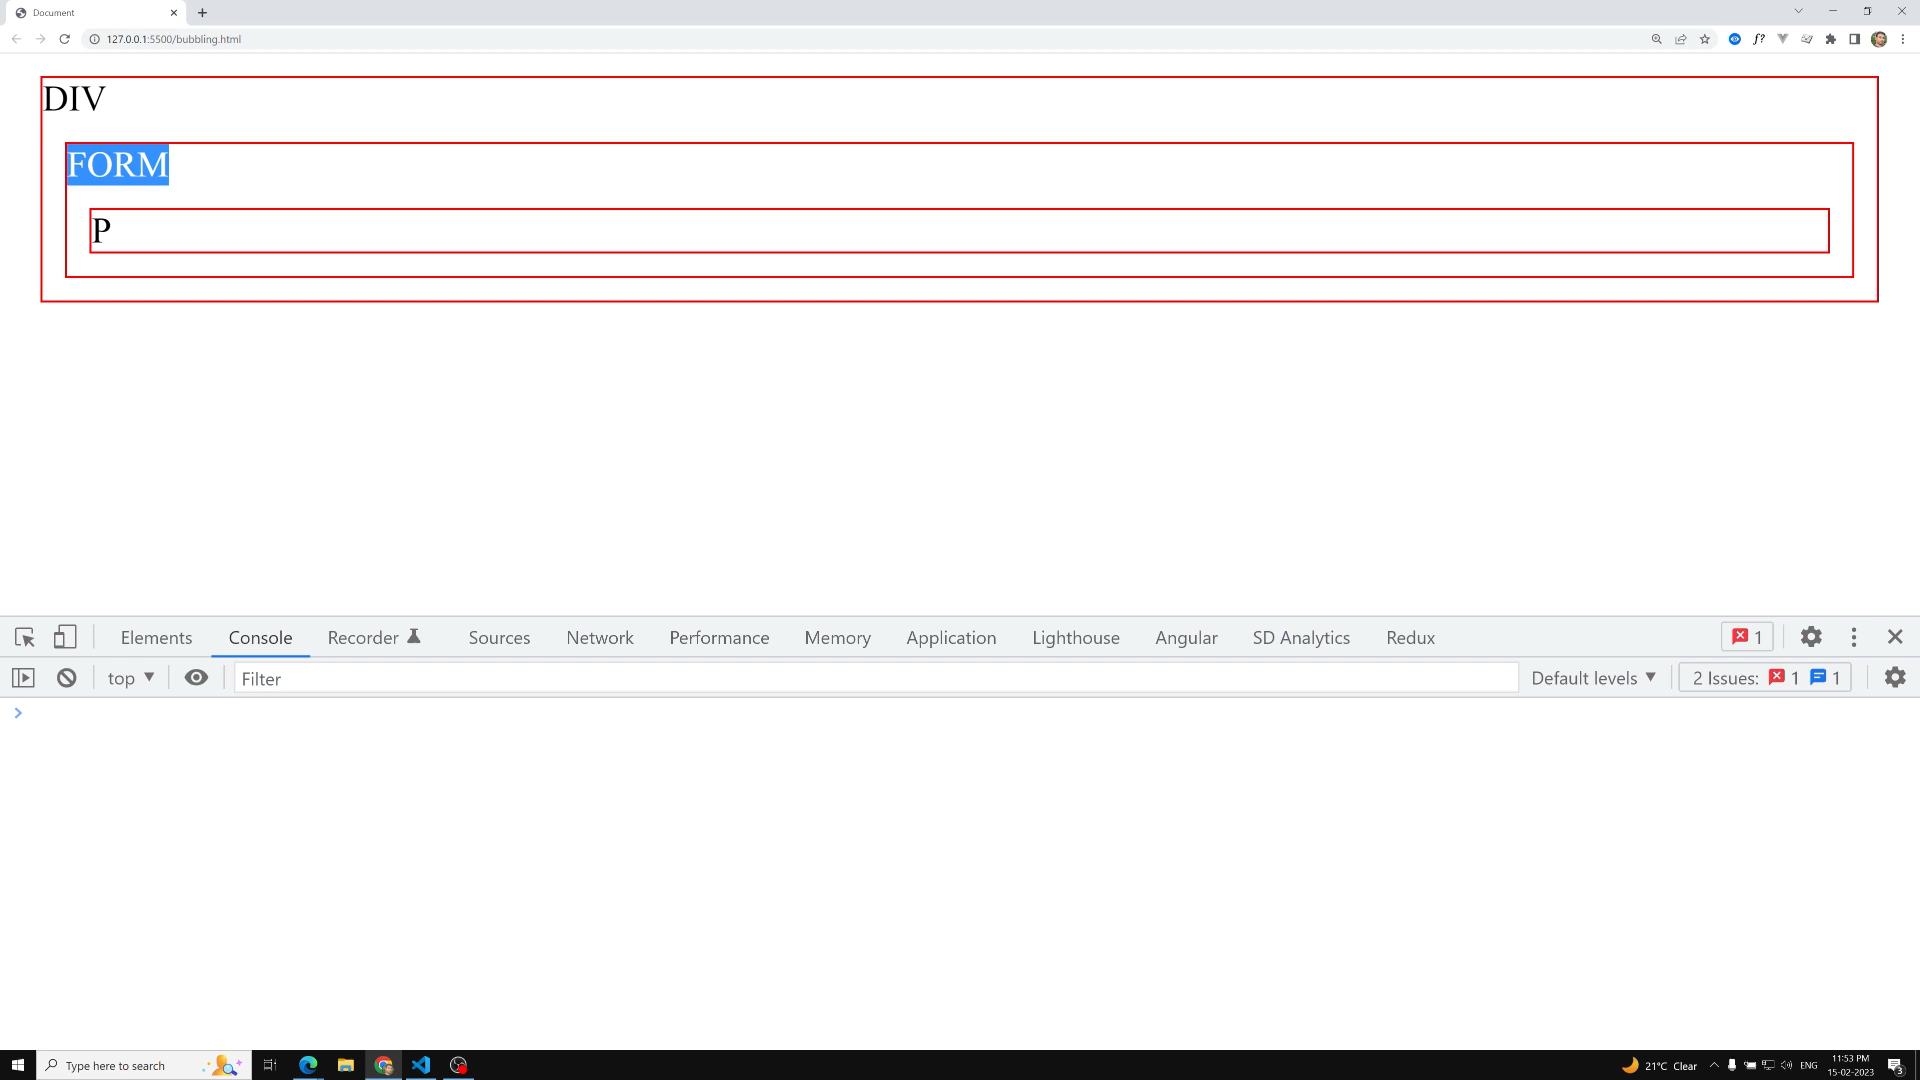 Document
127.0.0.1:5500/bubbling.html
f?
DIV
FORM
P
Elements Console Recorder Sources Network Performance Memory Application Lighthouse Angular SD Analytics Redux 1
top Filter Default levels 2 Issues: 1 1
Type here to search
21°C Clear ENG 11:53 PM
15-02-2023 3